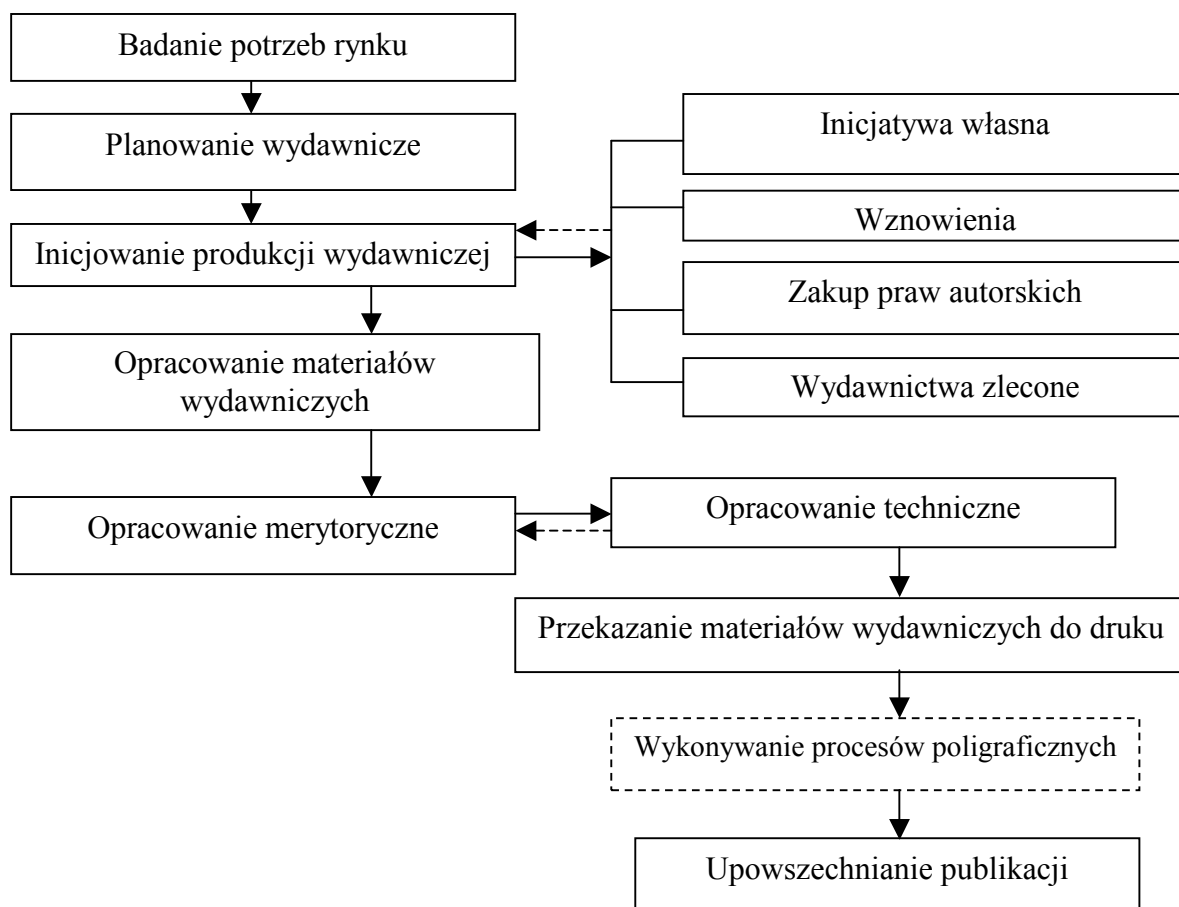 Badanie potrzeb rynku
Planowanie wydawnicze
Inicjowanie produkcji wydawniczej
Inicjatywa własna
Wznowienia
Zakup praw autorskich
Wydawnictwa zlecone
Opracowanie materiałów
wydawniczych
Opracowanie merytoryczne
Opracowanie techniczne
Przekazanie materiałów wydawniczych do druku
Wykonywanie procesów poligraficznych
Upowszechnianie publikacji